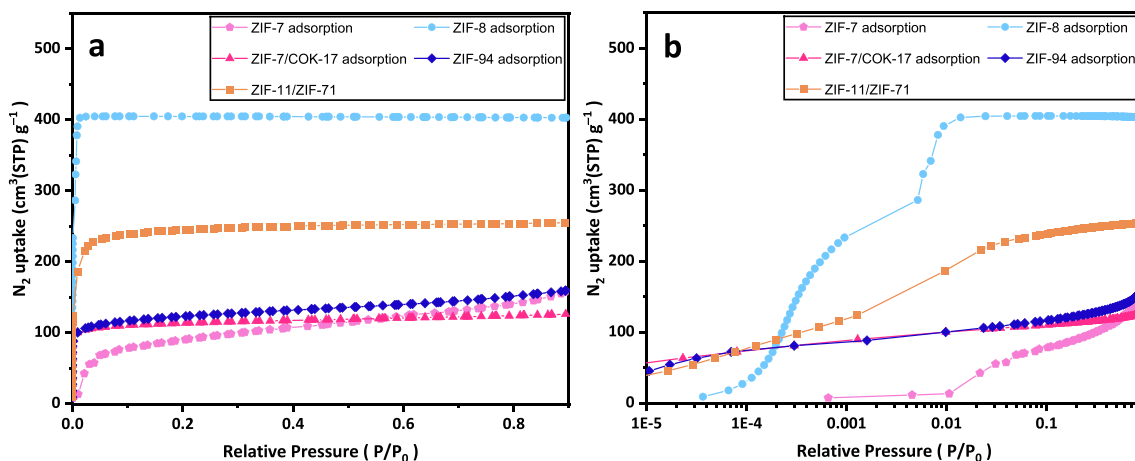 a
ZIF-7 adsorption
ZIF-8 adsorption
ZIF-7/COK-17 adsorption
ZIF-94 adsorption
ZIF-11/ZIF-71
500
400
300
200
100
0
0.0
0.2
0.4
0.6
0.8
N₂ uptake (cm³(STP) g⁻¹
Relative Pressure ( P/P₀ )
b
ZIF-7 adsorption
ZIF-8 adsorption
ZIF-7/COK-17 adsorption
ZIF-94 adsorption
ZIF-11/ZIF-71
500
400
300
200
100
0
1E-5
1E-4
0.001
0.01
0.1
N₂ uptake (cm³(STP) g⁻¹
Relative Pressure ( P/P₀ )